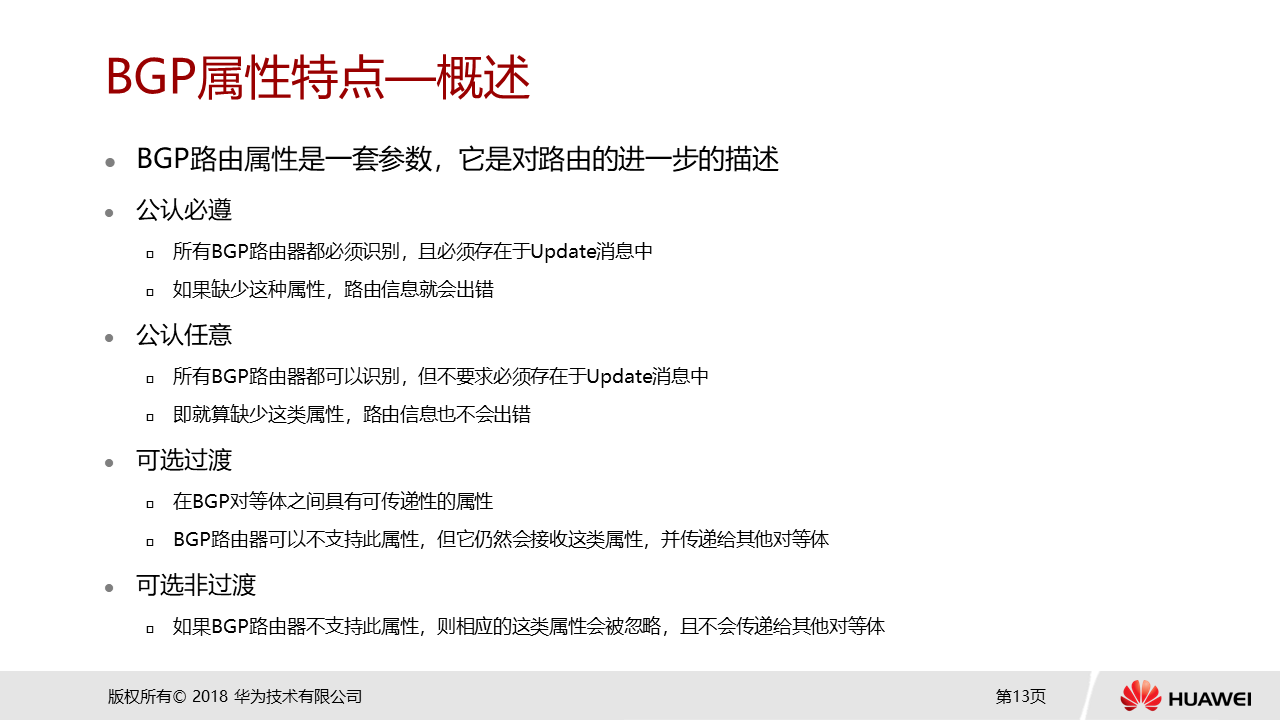 BGP属性特点—概述
BGP路由属性是一套参数，它是对路由的进一步的描述
公认必遵
所有BGP路由器都必须识别，且必须存在于Update消息中
如果缺少这种属性，路由信息就会出错
公认任意
所有BGP路由器都可以识别，但不要求必须存在于Update消息中
即就算缺少这类属性，路由信息也不会出错
可选过渡
在BGP对等体之间具有可传递性的属性
BGP路由器可以不支持此属性，但它仍然会接收这类属性，并传递给其他对等体
可选非过渡
如果BGP路由器不支持此属性，则相应的这类属性会被忽略，且不会传递给其他对等体
版权所有© 2018 华为技术有限公司
第13页
HUAWEI